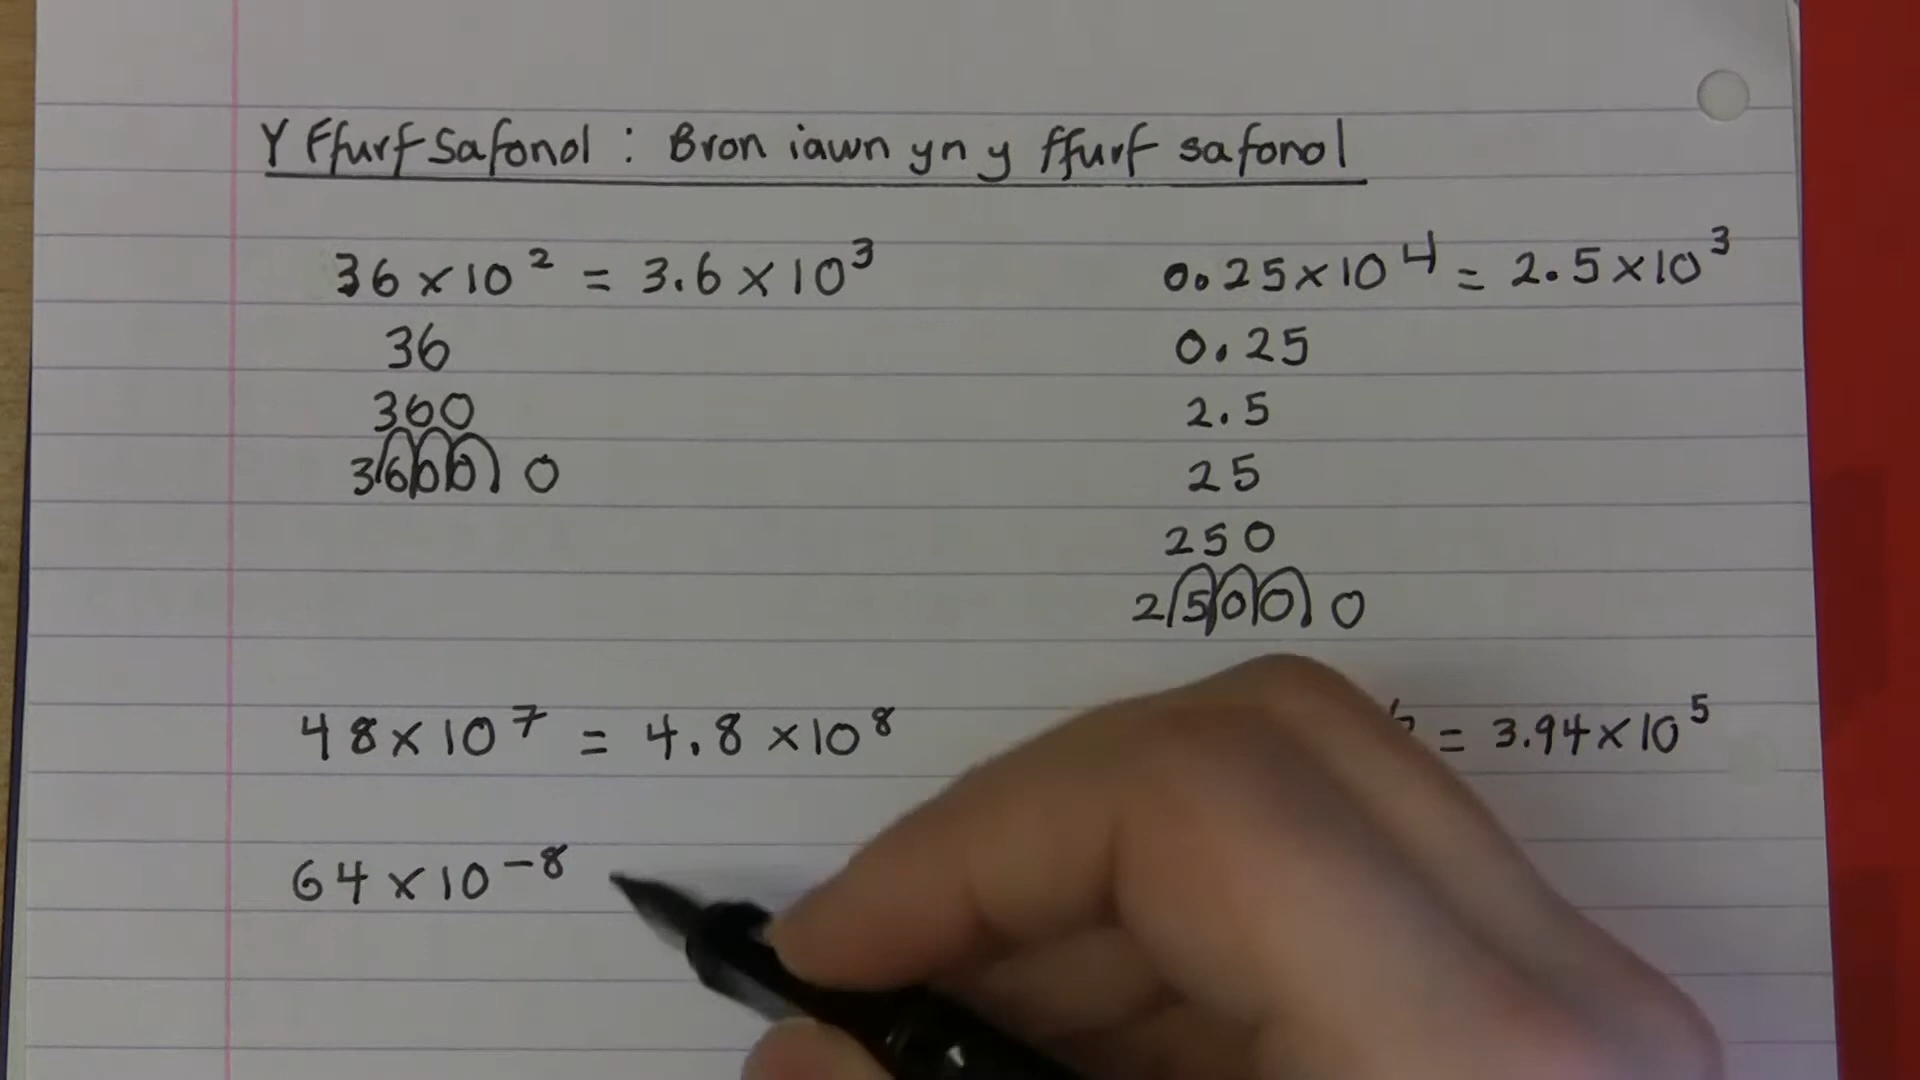 Y Ffurf Safonol : Bron iawn yn y ffurf safonol
36 × 10² = 3.6 × 10³
36
360
3600 0
0.25 × 10⁴ = 2.5 × 10³
0.25
2.5
25
250
2500 0
48 × 10⁷ = 4.8 × 10⁸
= 3.94 × 10⁵
64 × 10⁻⁸